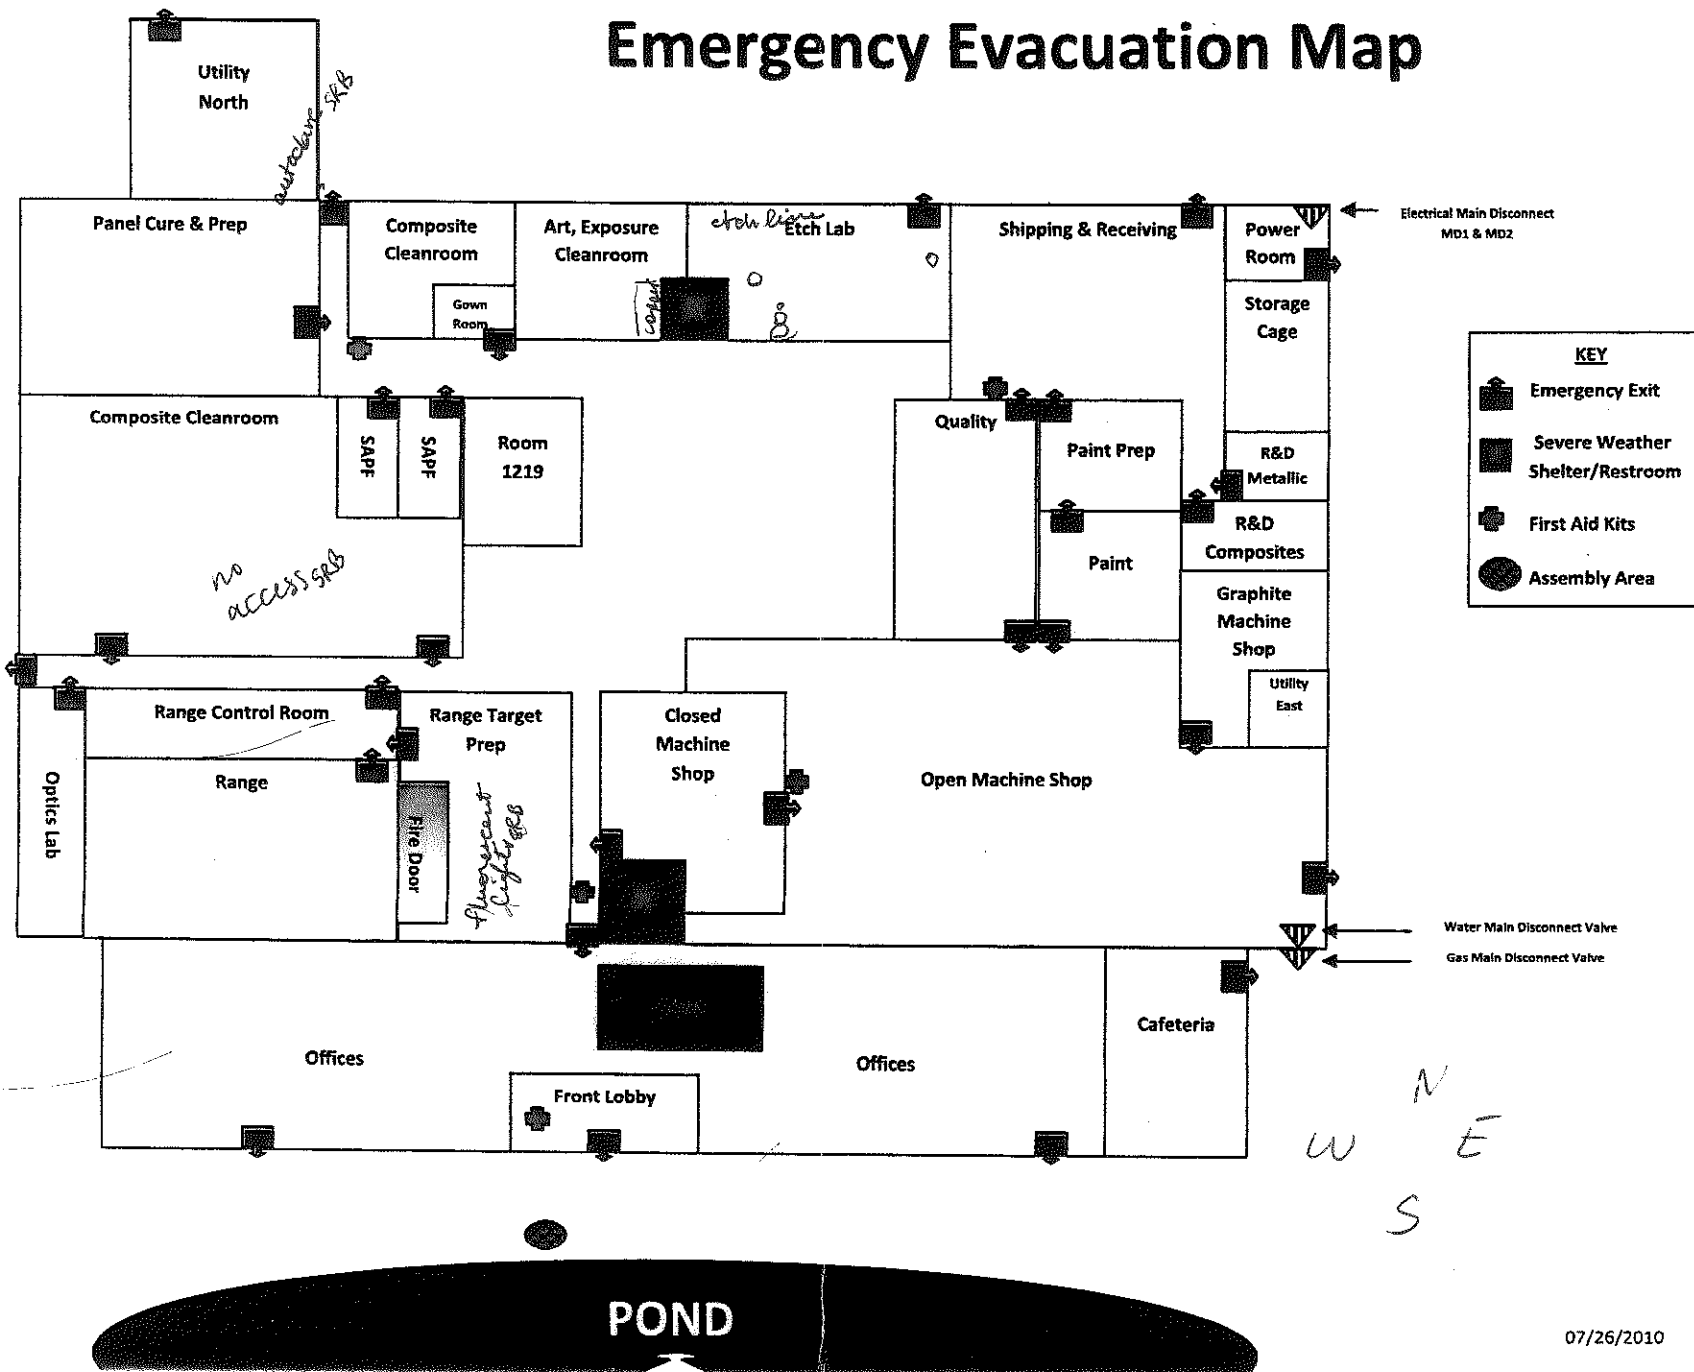 Emergency Evacuation Map
Utility
North
autoclave SRB
Panel Cure & Prep
Composite
Cleanroom
Gown
Room
Art, Exposure
Cleanroom
copper
etch line
Etch Lab
Shipping & Receiving
Power
Room
Electrical Main Disconnect
MD1 & MD2
Storage
Cage
KEY
Emergency Exit
Severe Weather
Shelter/Restroom
First Aid Kits
Assembly Area
Composite Cleanroom
SAPF
SAPF
Room
1219
Quality
Paint Prep
R&D
Metallic
R&D
Composites
Paint
no
access SRB
Graphite
Machine
Shop
Utility
East
Range Control Room
Range Target
Prep
Closed
Machine
Shop
Open Machine Shop
Optics Lab
Range
Fire Door
fluorescent
lights SRB
Water Main Disconnect Valve
Gas Main Disconnect Valve
Offices
Offices
Cafeteria
Front Lobby
N
W E
S
POND
07/26/2010